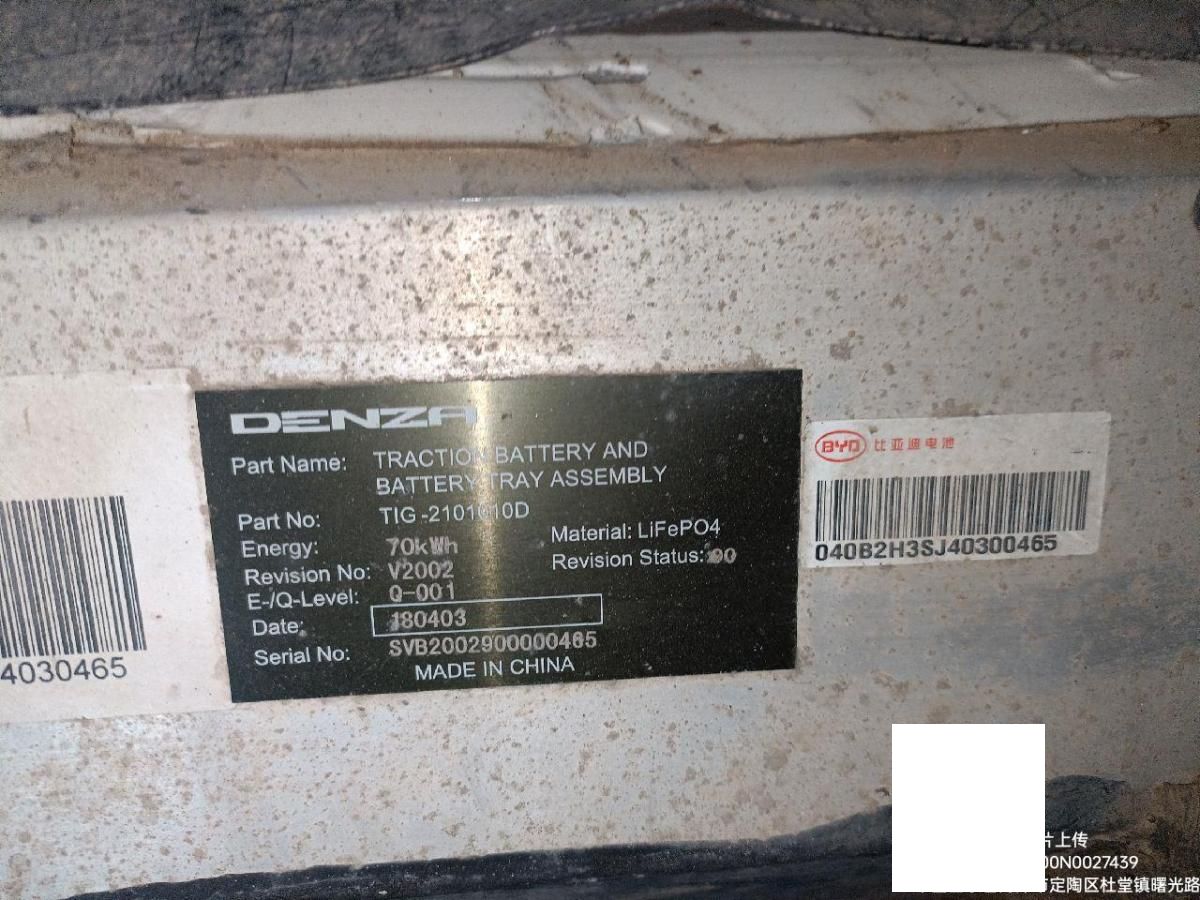 DENZA
Part Name: TRACTION BATTERY AND
BATTERY TRAY ASSEMBLY
Part No: TIG-2101010D
Energy: 70kWh
Material: LiFePO4
Revision No: V2002
Revision Status: 00
E-/Q-Level: Q-001
Date: 180403
Serial No: SVB2002900000465
MADE IN CHINA
4030465
BYD 比亚迪电池
040B2H3SJ40300465
片上传
00N0027439
定陶区杜堂镇曙光路